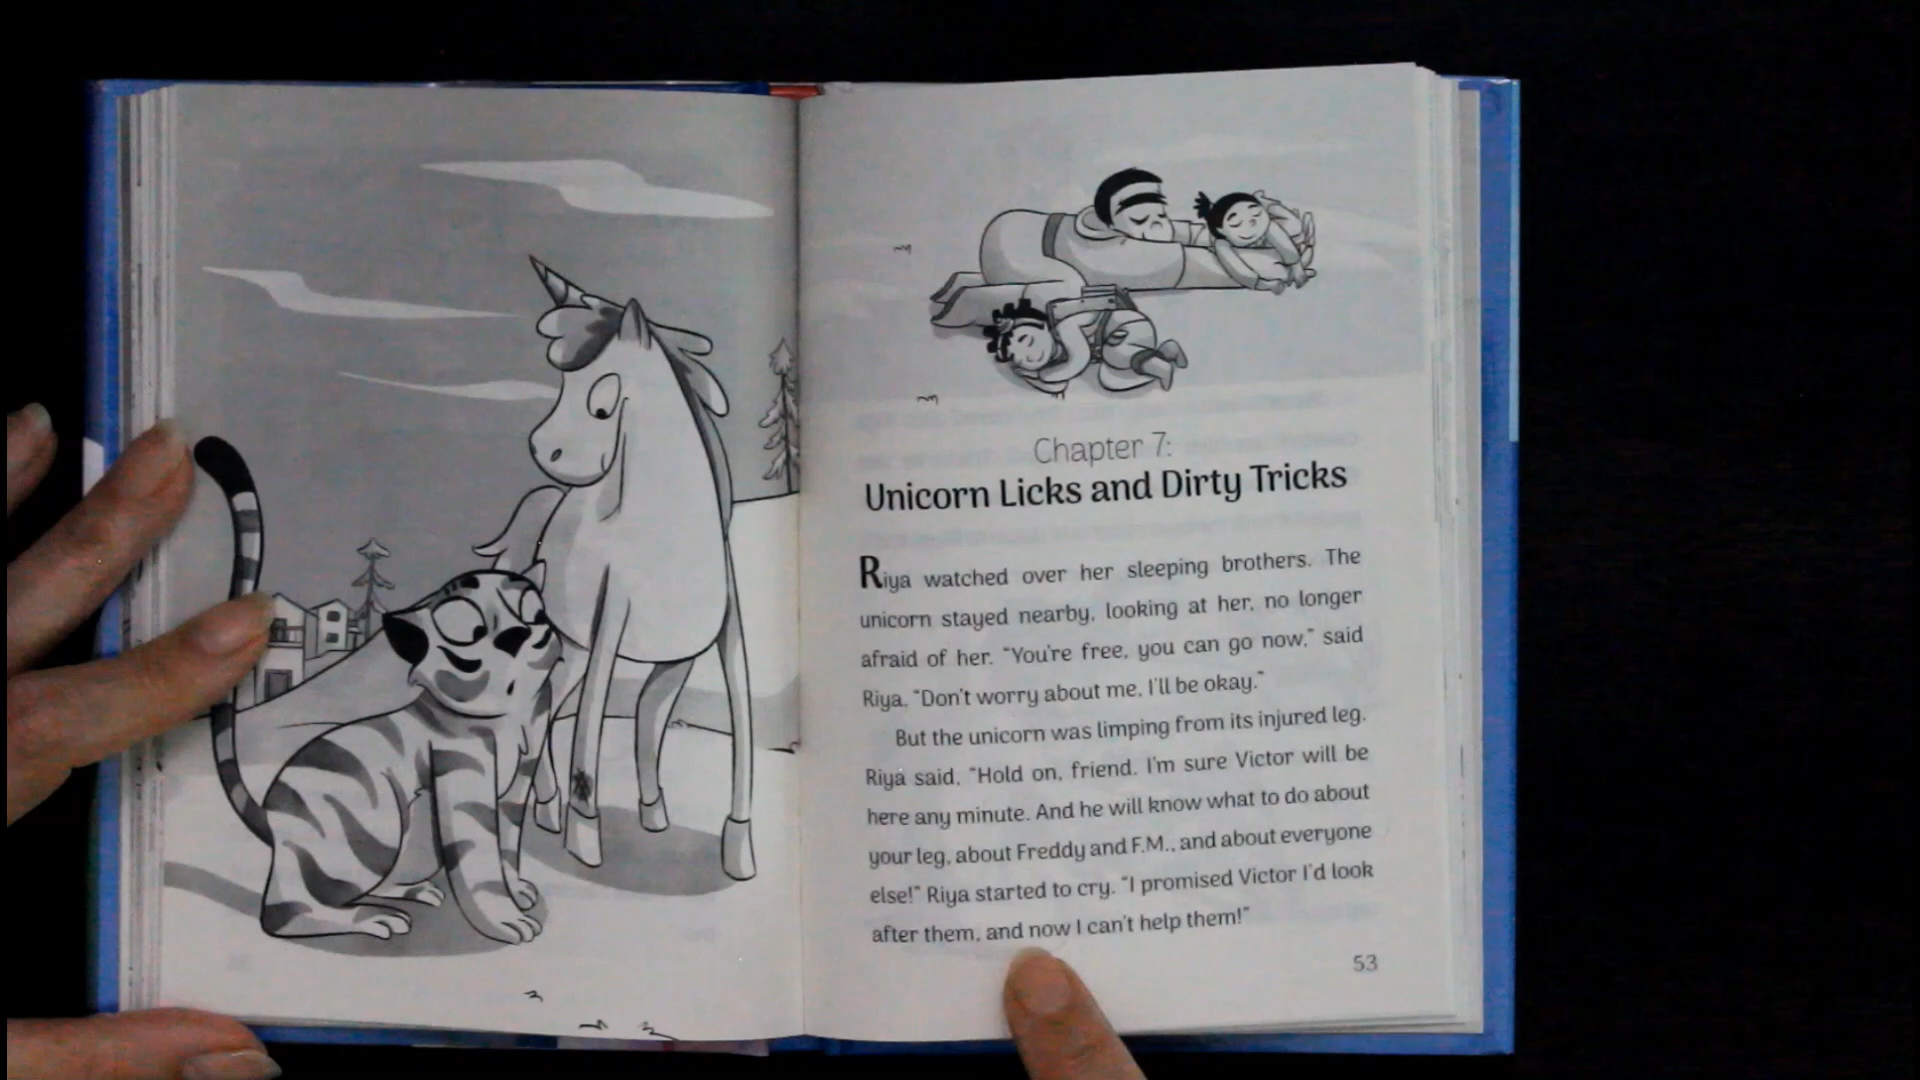 Chapter 7:
Unicorn Licks and Dirty Tricks
Riya watched over her sleeping brothers. The
unicorn stayed nearby, looking at her, no longer
afraid of her. “You're free, you can go now,” said
Riya. “Don't worry about me, I'll be okay.”
But the unicorn was limping from its injured leg.
Riya said, “Hold on, friend. I'm sure Victor will be
here any minute. And he will know what to do about
your leg, about Freddy and F.M., and about everyone
else!” Riya started to cry. “I promised Victor I'd look
after them, and now I can't help them!”
53